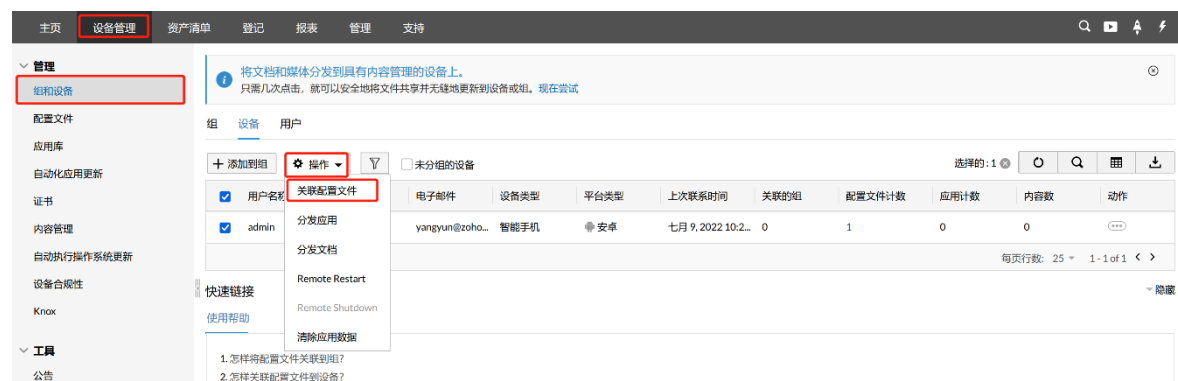 主页 设备管理 资产清单 登记 报表 管理 支持
管理
组和设备
配置文件
应用库
自动化应用更新
证书
内容管理
自动执行操作系统更新
设备合规性
Knox
工具
公告
将文档和媒体分发到具有内容管理的设备上。
只需几次点击，就可以安全地将文件共享并无缝地更新到设备或组。现在尝试
组 设备 用户
添加到组 操作 未分组的设备 选择的: 1
用户名称 电子邮件 设备类型 平台类型 上次联系时间 关联的组 配置文件计数 应用计数 内容数 动作
admin yangyun@zoho... 智能手机 安卓 七月 9, 2022 10:2... 0 1 0 0
每页行数: 25 1 - 1 of 1
关联配置文件
分发应用
分发文档
Remote Restart
Remote Shutdown
清除应用数据
快速链接 隐藏
使用帮助
1. 怎样将配置文件关联到组?
2. 怎样关联配置文件到设备?